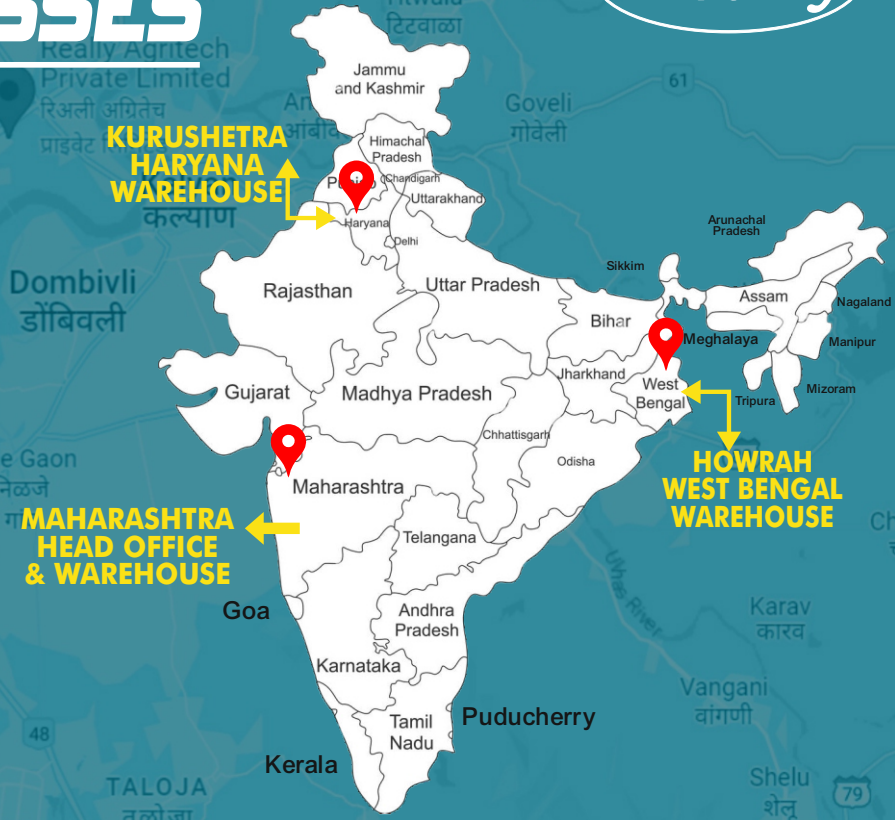 SSES
Titwala
टिटवाळा
Really Agritech
Private Limited
रिअली अग्रितेच
प्राइवेट
61
Goveli
गोवेली
Jammu
and Kashmir
KURUSHETRA
HARYANA
WAREHOUSE
Himachal
Pradesh
Chandigarh
Uttarakhand
Haryana
Delhi
कल्याण
Arunachal
Pradesh
Sikkim
Dombivli
डोंबिवली
Rajasthan
Uttar Pradesh
Assam
Nagaland
Bihar
Meghalaya
Manipur
Jharkhand
Gujarat
Madhya Pradesh
West
Bengal
Mizoram
Tripura
Chhattisgarh
e Gaon
निळजे
गा
Odisha
HOWRAH
WEST BENGAL
WAREHOUSE
Maharashtra
MAHARASHTRA
HEAD OFFICE
& WAREHOUSE
Telangana
Ulhas River
Goa
Andhra
Pradesh
Karav
कारव
Karnataka
Vangani
वांगणी
Tamil
Nadu
Puducherry
48
Kerala
TALOJA
तळोजा
Shelu
शेलू
79